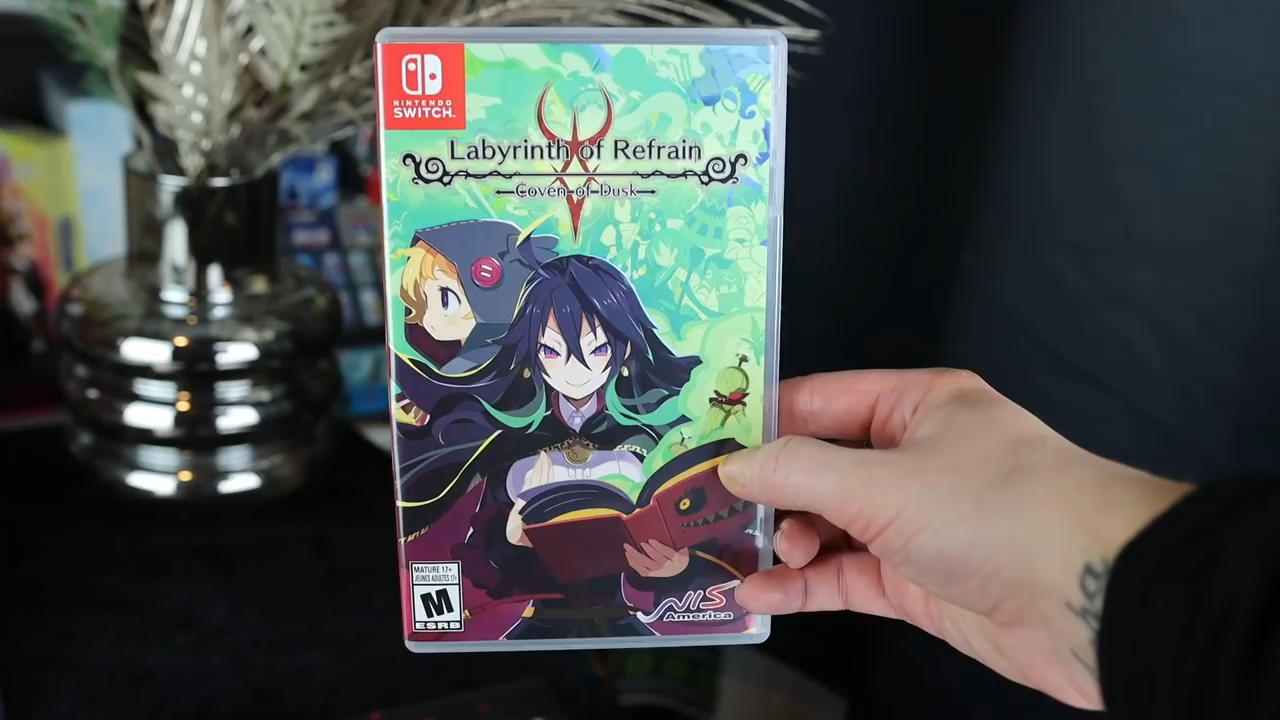 NINTENDO
SWITCH
Labyrinth of Refrain
Coven of Dusk
MATURE 17+
JEUNES ADULTES 17+
M
ESRB
NIS
America